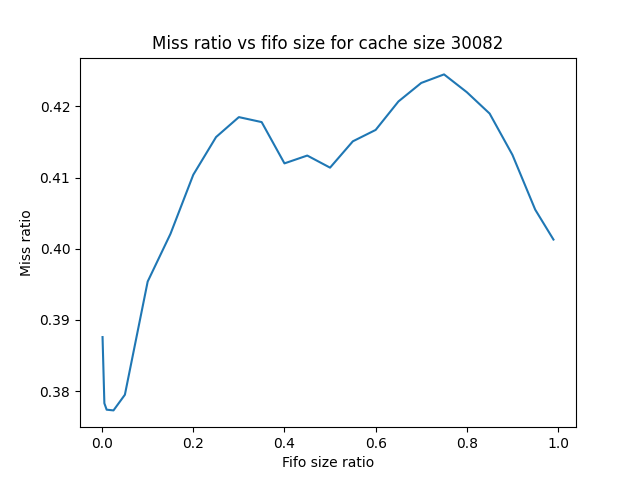 Miss ratio vs fifo size for cache size 30082
Miss ratio
0.42
0.41
0.40
0.39
0.38
0.0 0.2 0.4 0.6 0.8 1.0
Fifo size ratio